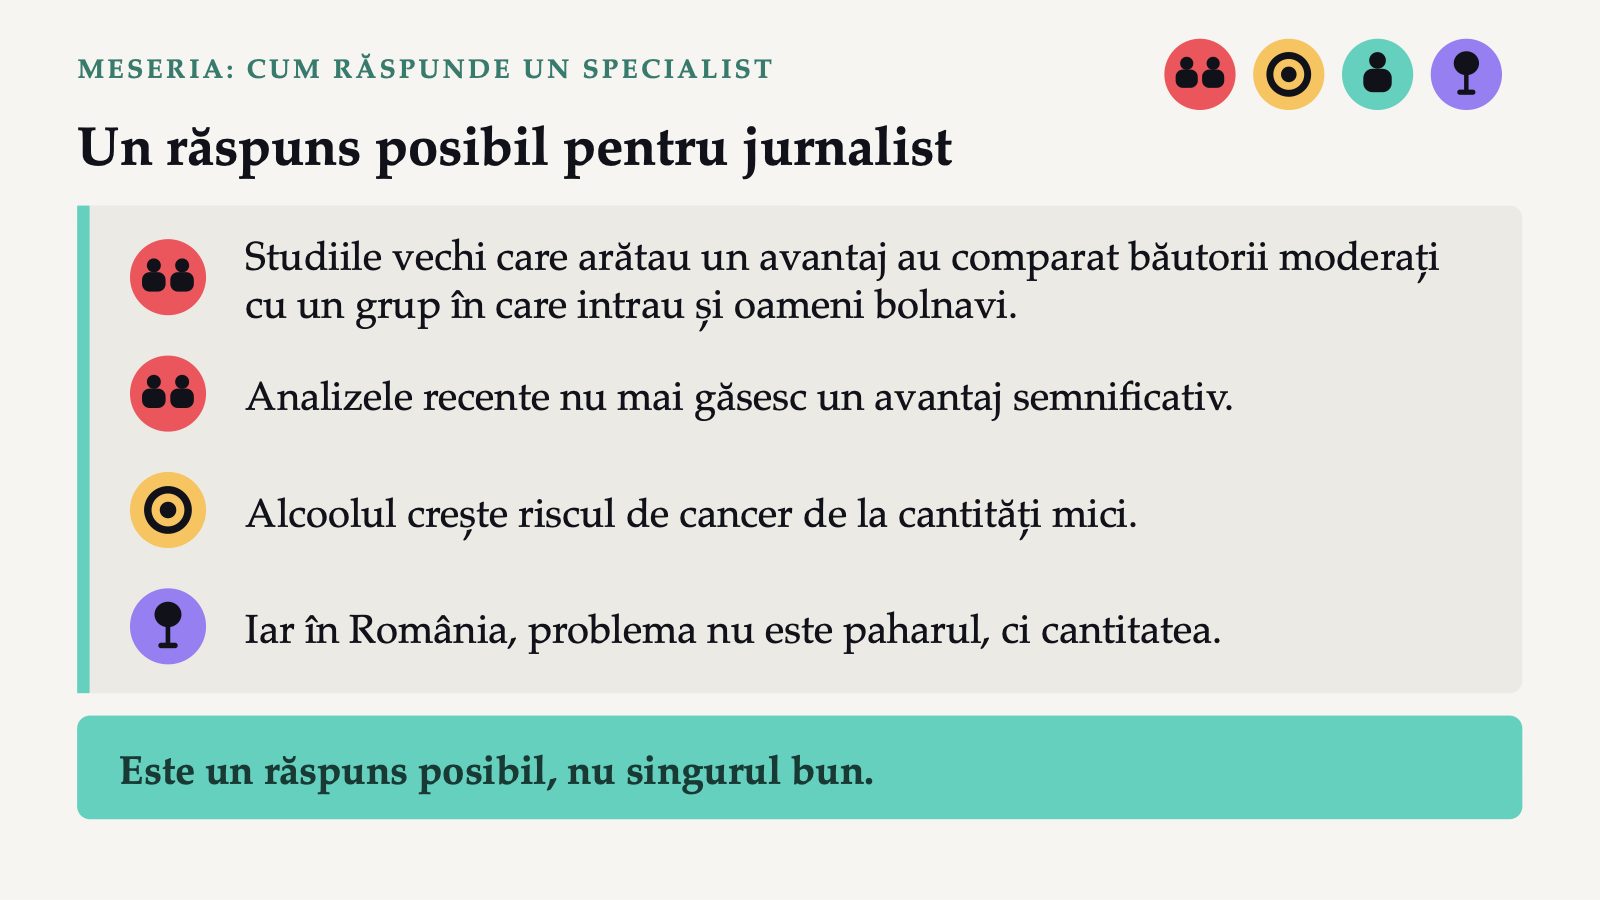 MESERIA: CUM RĂSPUNDE UN SPECIALIST
Un răspuns posibil pentru jurnalist
Studiile vechi care arătau un avantaj au comparat băutorii moderați
cu un grup în care intrau și oameni bolnavi.
Analizele recente nu mai găsesc un avantaj semnificativ.
Alcoolul crește riscul de cancer de la cantități mici.
Iar în România, problema nu este paharul, ci cantitatea.
Este un răspuns posibil, nu singurul bun.